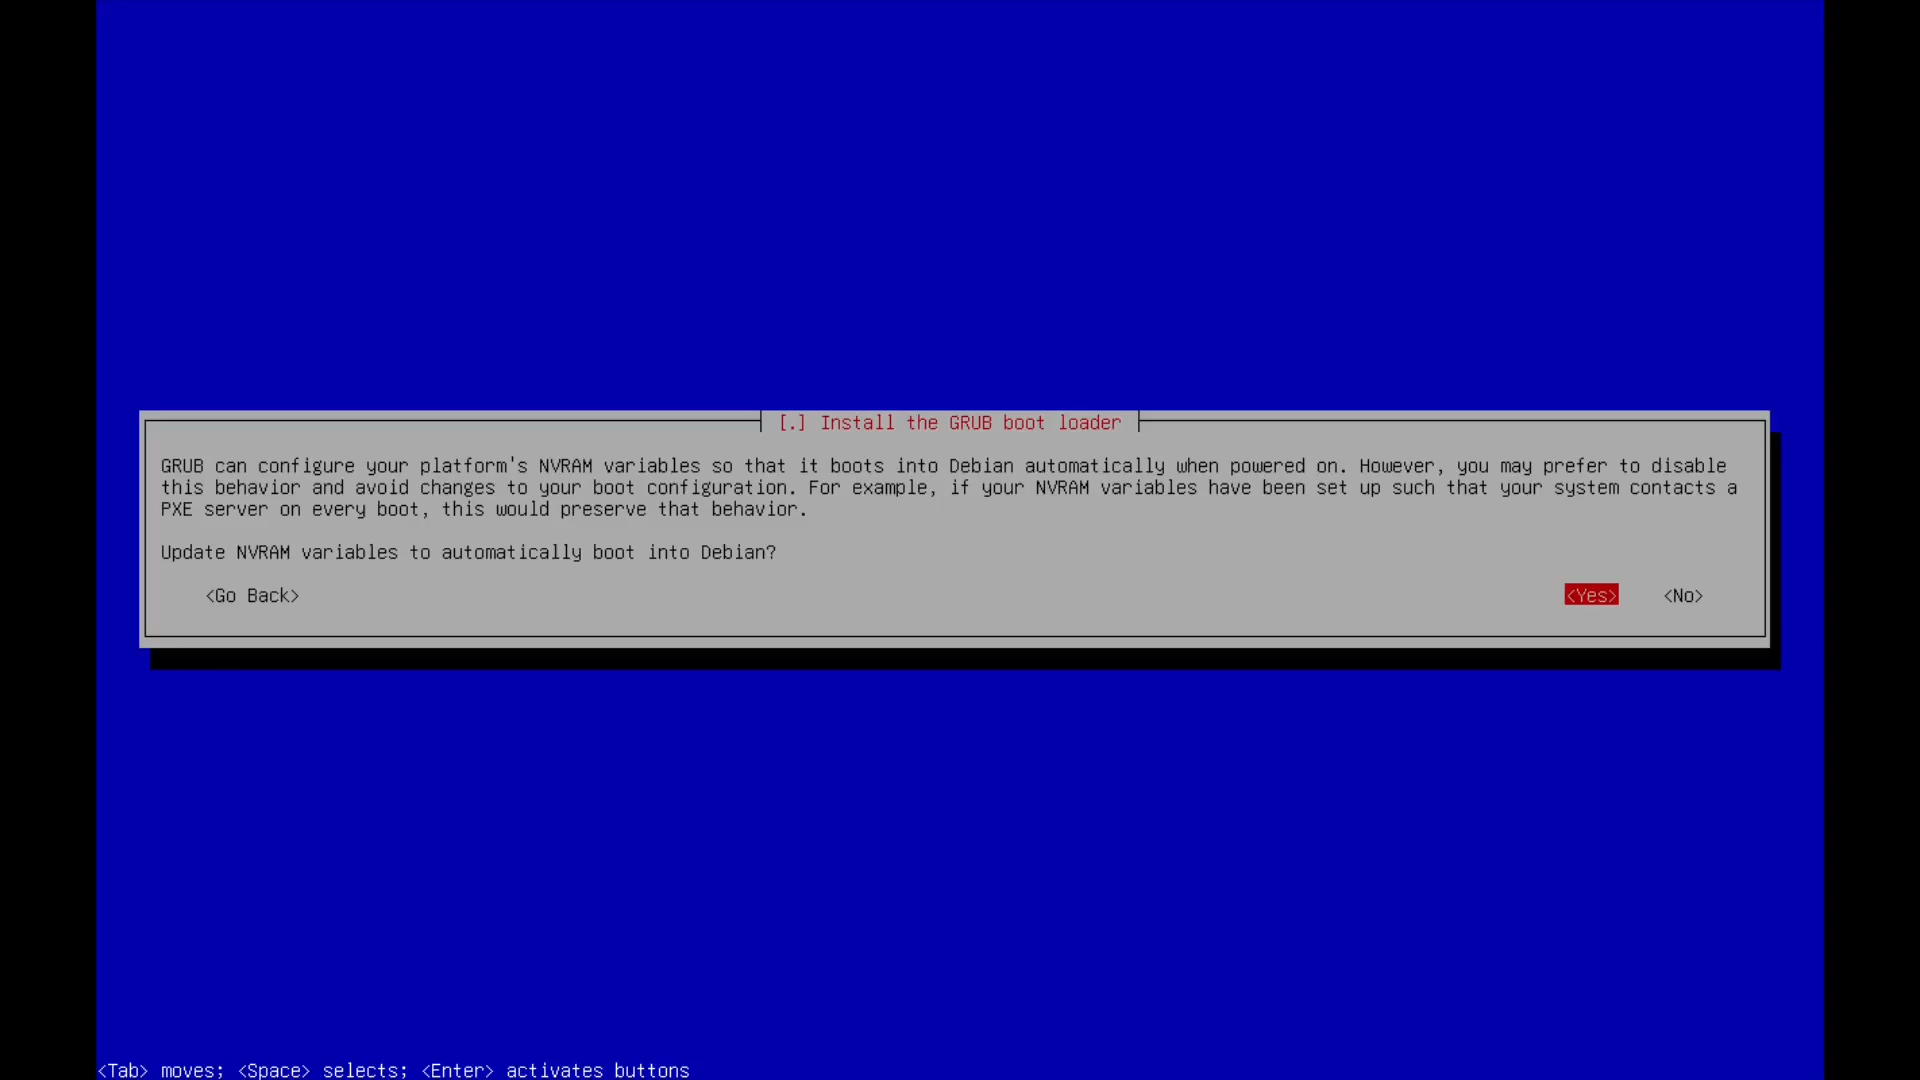 [.] Install the GRUB boot loader
GRUB can configure your platform's NVRAM variables so that it boots into Debian automatically when powered on. However, you may prefer to disable
this behavior and avoid changes to your boot configuration. For example, if your NVRAM variables have been set up such that your system contacts a
PXE server on every boot, this would preserve that behavior.
Update NVRAM variables to automatically boot into Debian?
<Go Back> <Yes> <No>
<Tab> moves; <Space> selects; <Enter> activates buttons